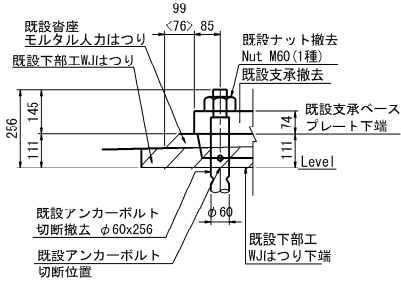 99
<76> 85
既設沓座
モルタル人力はつり
既設下部工WJはつり
既設ナット撤去
Nut M60(1種)
既設支承撤去
256
145
111
74
111
既設支承ベース
プレート下端
Level
既設アンカーボルト
切断撤去 φ60x256
φ60
既設アンカーボルト
切断位置
既設下部工
WJはつり下端